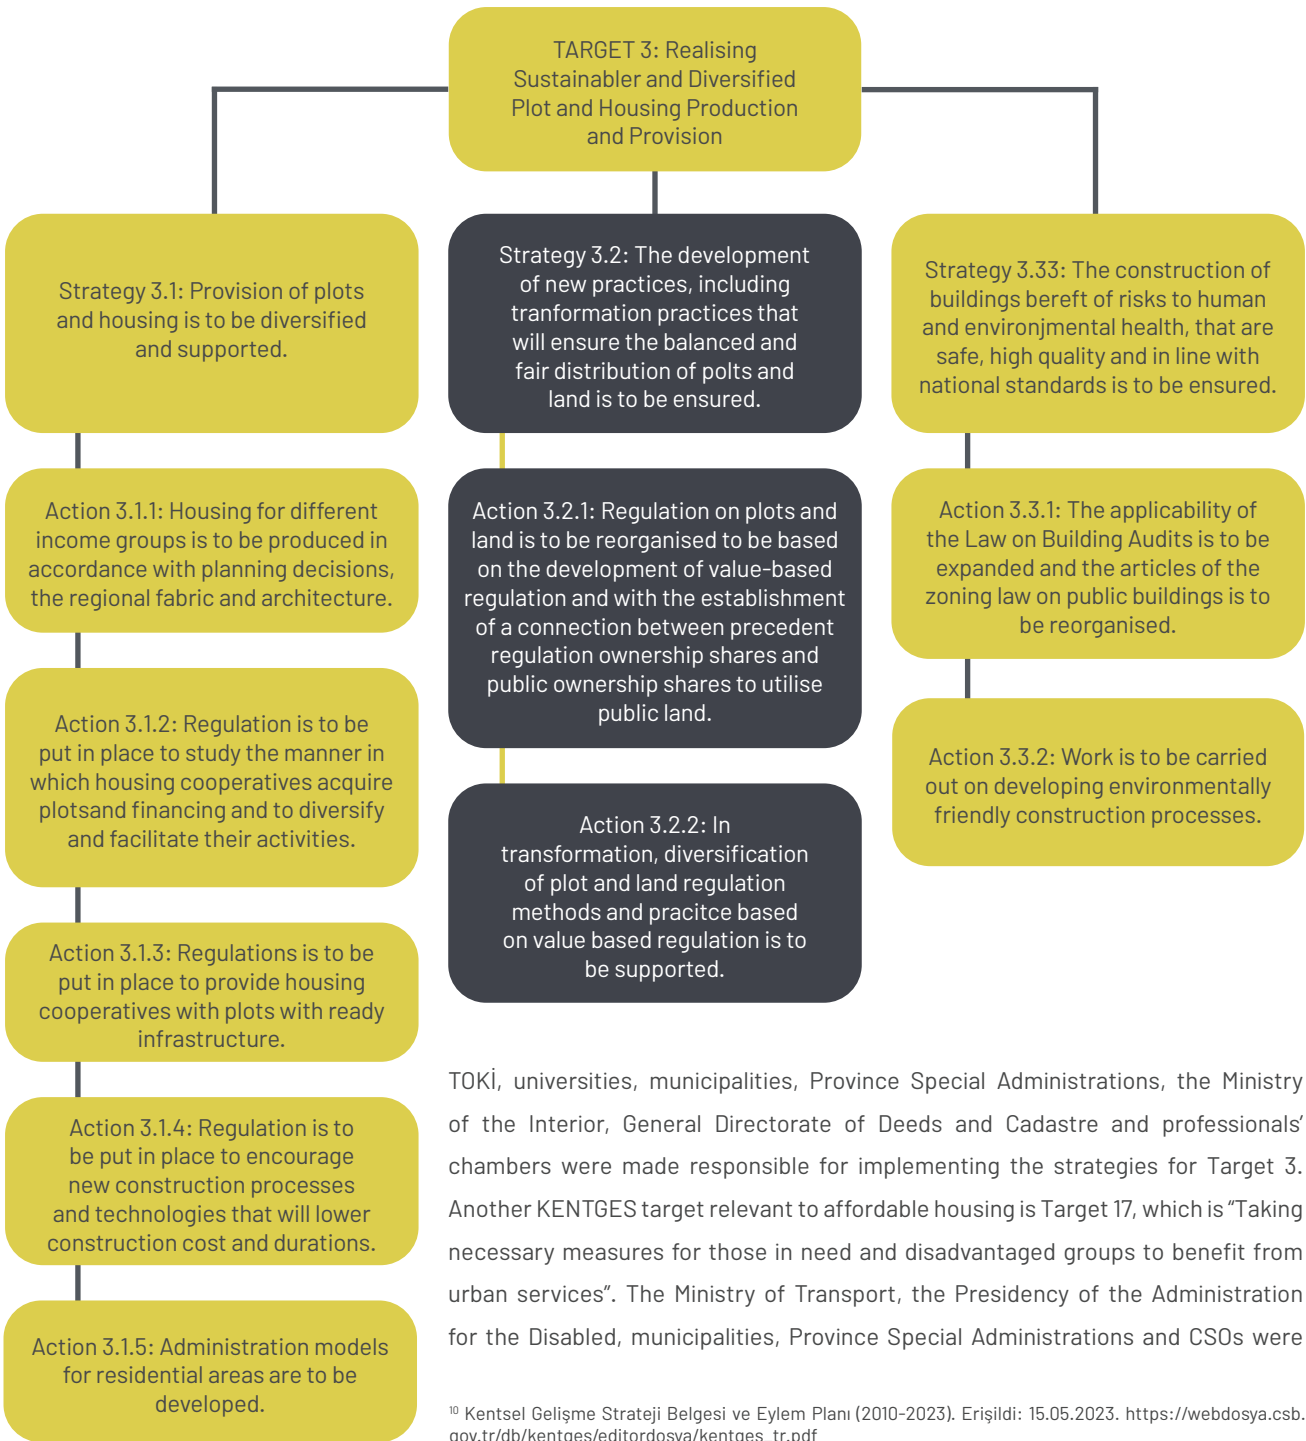 TARGET 3: Realising
Sustainabler and Diversified
Plot and Housing Production
and Provision
Strategy 3.1: Provision of plots
and housing is to be diversified
and supported.
Action 3.1.1: Housing for different
income groups is to be produced in
accordance with planning decisions,
the regional fabric and architecture.
Action 3.1.2: Regulation is to be
put in place to study the manner in
which housing cooperatives acquire
plotsand financing and to diversify
and facilitate their activities.
Action 3.1.3: Regulations is to be
put in place to provide housing
cooperatives with plots with ready
infrastructure.
Action 3.1.4: Regulation is to
be put in place to encourage
new construction processes
and technologies that will lower
construction cost and durations.
Action 3.1.5: Administration models
for residential areas are to be
developed.
Strategy 3.2: The development
of new practices, including
tranformation practices that
will ensure the balanced and
fair distribution of polts and
land is to be ensured.
Action 3.2.1: Regulation on plots and
land is to be reorganised to be based
on the development of value-based
regulation and with the establishment
of a connection between precedent
regulation ownership shares and
public ownership shares to utilise
public land.
Action 3.2.2: In
transformation, diversification
of plot and land regulation
methods and pracitce based
on value based regulation is to
be supported.
Strategy 3.33: The construction of
buildings bereft of risks to human
and environjmental health, that are
safe, high quality and in line with
national standards is to be ensured.
Action 3.3.1: The applicability of
the Law on Building Audits is to be
expanded and the articles of the
zoning law on public buildings is to
be reorganised.
Action 3.3.2: Work is to be carried
out on developing environmentally
friendly construction processes.
TOKİ, universities, municipalities, Province Special Administrations, the Ministry
of the Interior, General Directorate of Deeds and Cadastre and professionals’
chambers were made responsible for implementing the strategies for Target 3.
Another KENTGES target relevant to affordable housing is Target 17, which is “Taking
necessary measures for those in need and disadvantaged groups to benefit from
urban services”. The Ministry of Transport, the Presidency of the Administration
for the Disabled, municipalities, Province Special Administrations and CSOs were
10 Kentsel Gelişme Strateji Belgesi ve Eylem Planı (2010-2023). Erişildi: 15.05.2023. https://webdosya.csb.
gov.tr/db/kentges/editordosya/kentges_tr.pdf